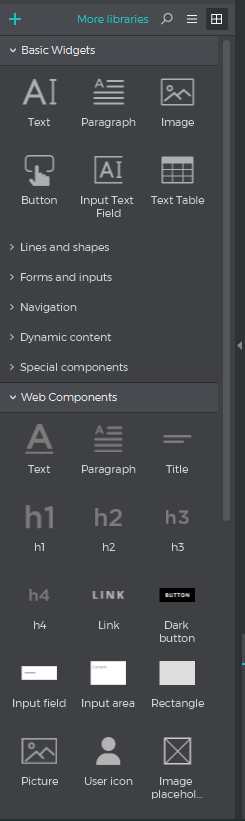 More libraries
Basic Widgets
AI
Text
Paragraph
Image
Button
AI
Input Text
Field
Text Table
Lines and shapes
Forms and inputs
Navigation
Dynamic content
Special components
Web Components
A
Text
Paragraph
Title
h1
h1
h2
h2
h3
h3
h4
h4
LINK
Link
BUTTON
Dark
button
Input field
Input area
Rectangle
Picture
User icon
Image
placehol...